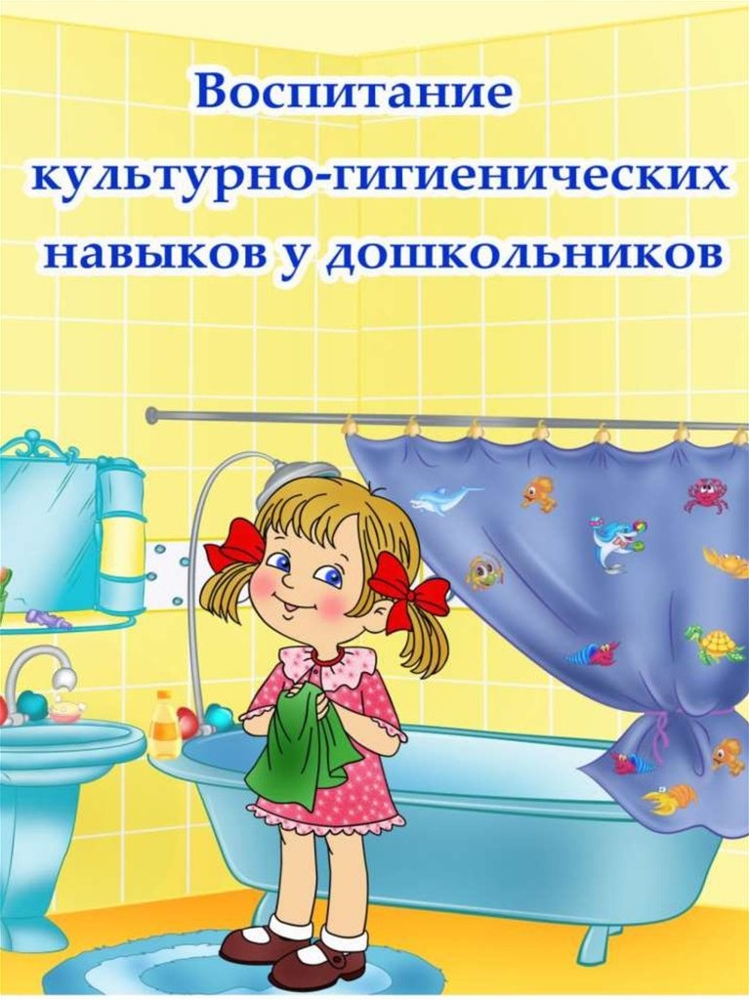 Воспитание
культурно-гигиенических
навыков у дошкольников